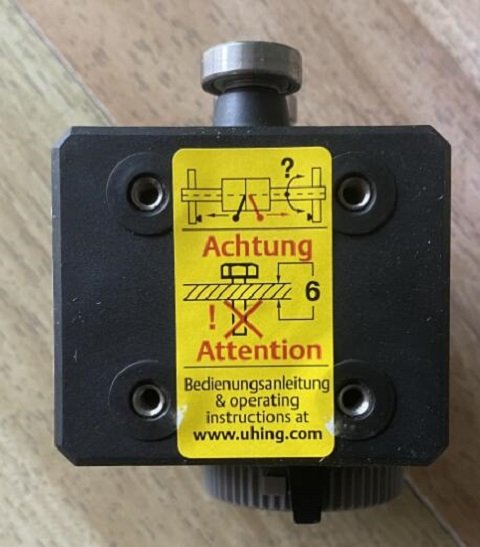 ?
Achtung
6
!
Attention
Bedienungsanleitung
& operating
instructions at
www.uhing.com